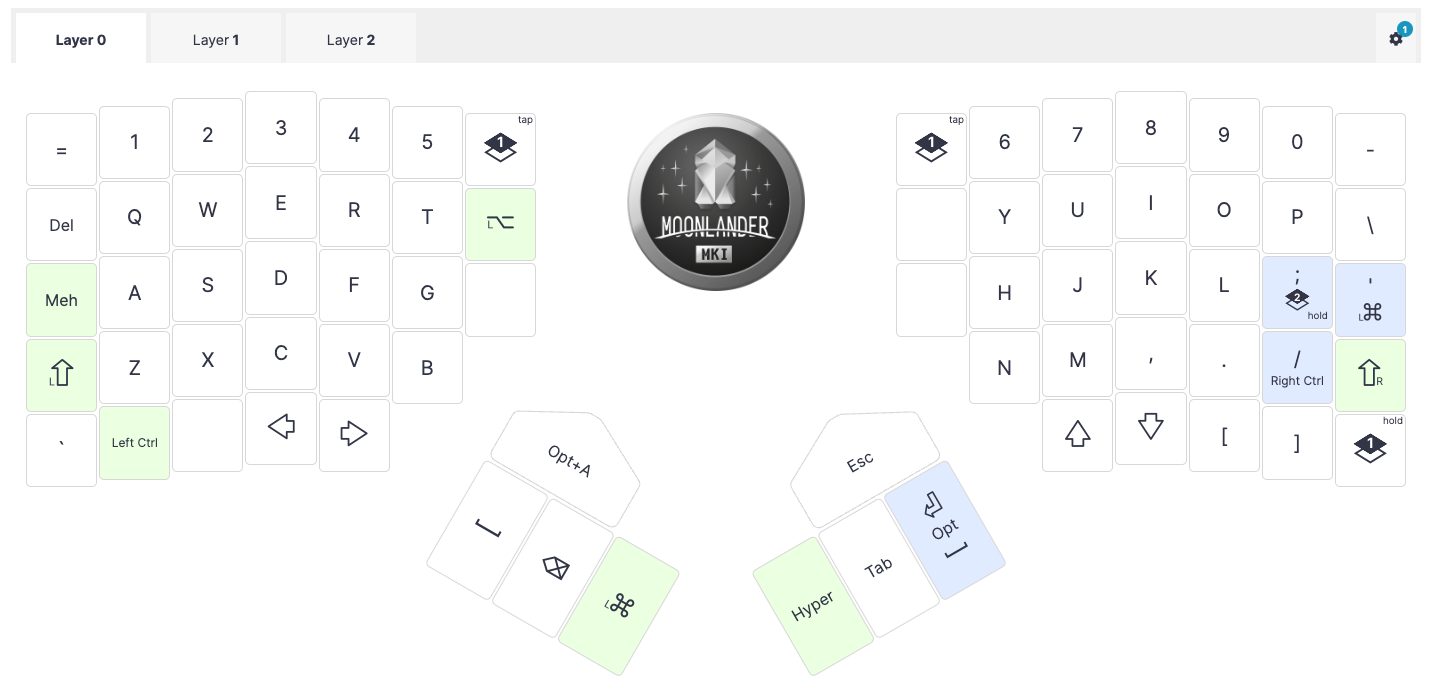 Layer 0
Layer 1
Layer 2
1
=
1
2
3
4
5
tap
1
tap
1
6
7
8
9
0
-
Del
Q
W
E
R
T
L
Y
U
I
O
P
\
Meh
A
S
D
F
G
H
J
K
L
;
2
hold
'
L
L
Z
X
C
V
B
N
M
,
.
/
Right Ctrl
R
`
Left Ctrl
[
]
hold
1
MOONLANDER
MKI
Opt+A
L
Esc
Opt
Tab
Hyper